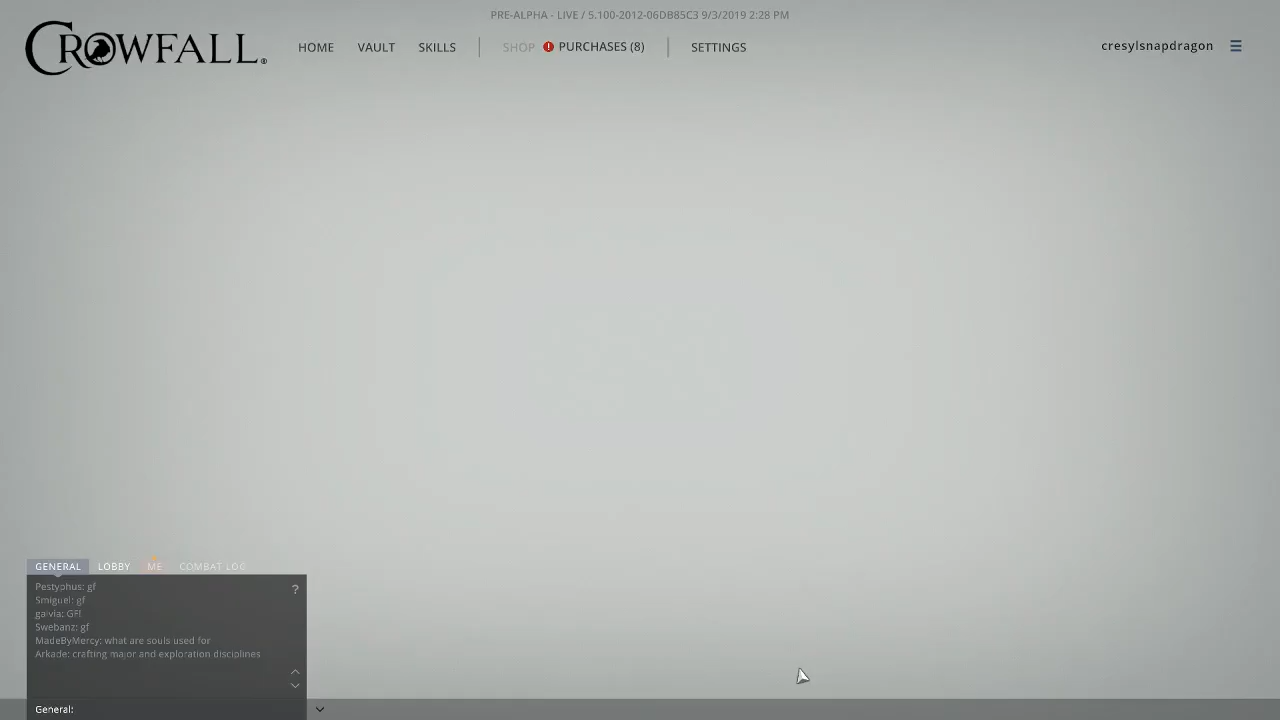 PRE-ALPHA - LIVE / 5.100-2012-06DB85C3 9/3/2019 2:28 PM
CROWFALL®
HOME VAULT SKILLS SHOP PURCHASES (8) SETTINGS
cresylsnapdragon
GENERAL LOBBY ME COMBAT LOG
Pestyphus: gf
?
Smiguel: gf
galvia: GF!
Swebanz: gf
MadeByMercy: what are souls used for
Arkade: crafting major and exploration disciplines
General: